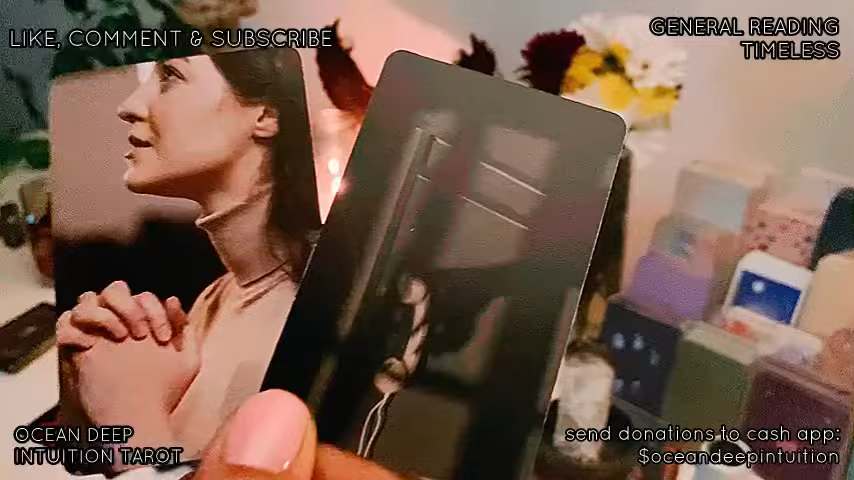 LIKE, COMMENT & SUBSCRIBE
GENERAL READING
TIMELESS
OCEAN DEEP
INTUITION TAROT
send donations to cash app:
$oceandeepintuition